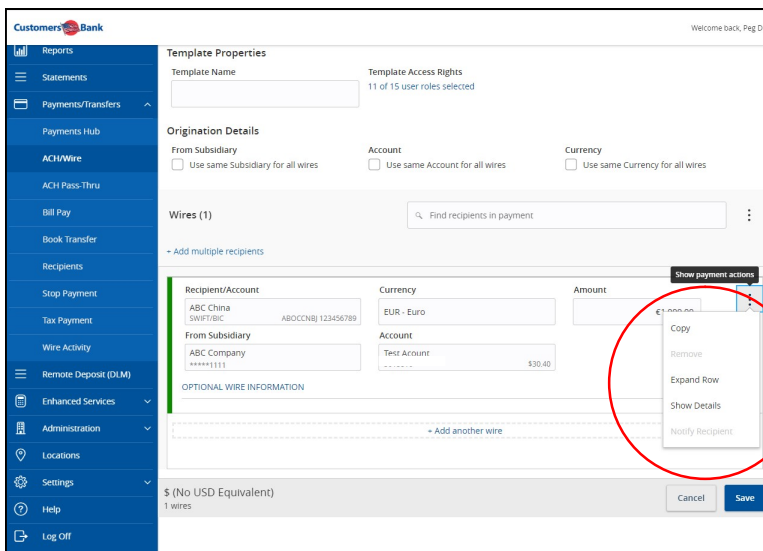 Customers Bank
Welcome back, Peg D
Reports
Statements
Payments/Transfers
Payments Hub
ACH/Wire
ACH Pass-Thru
Bill Pay
Book Transfer
Recipients
Stop Payment
Tax Payment
Wire Activity
Remote Deposit (DLM)
Enhanced Services
Administration
Locations
Settings
Help
Log Off
Template Properties
Template Name
Template Access Rights
11 of 15 user roles selected
Origination Details
From Subsidiary
Account
Currency
Use same Subsidiary for all wires
Use same Account for all wires
Use same Currency for all wires
Wires (1)
Find recipients in payment
+ Add multiple recipients
Show payment actions
Recipient/Account
Currency
Amount
ABC China
SWIFT/BIC
ABOCCNBJ 123456789
EUR - Euro
From Subsidiary
Account
ABC Company
*****1111
Test Acount
$30.40
OPTIONAL WIRE INFORMATION
Copy
Remove
Expand Row
Show Details
Notify Recipient
+ Add another wire
$ (No USD Equivalent)
1 wires
Cancel
Save